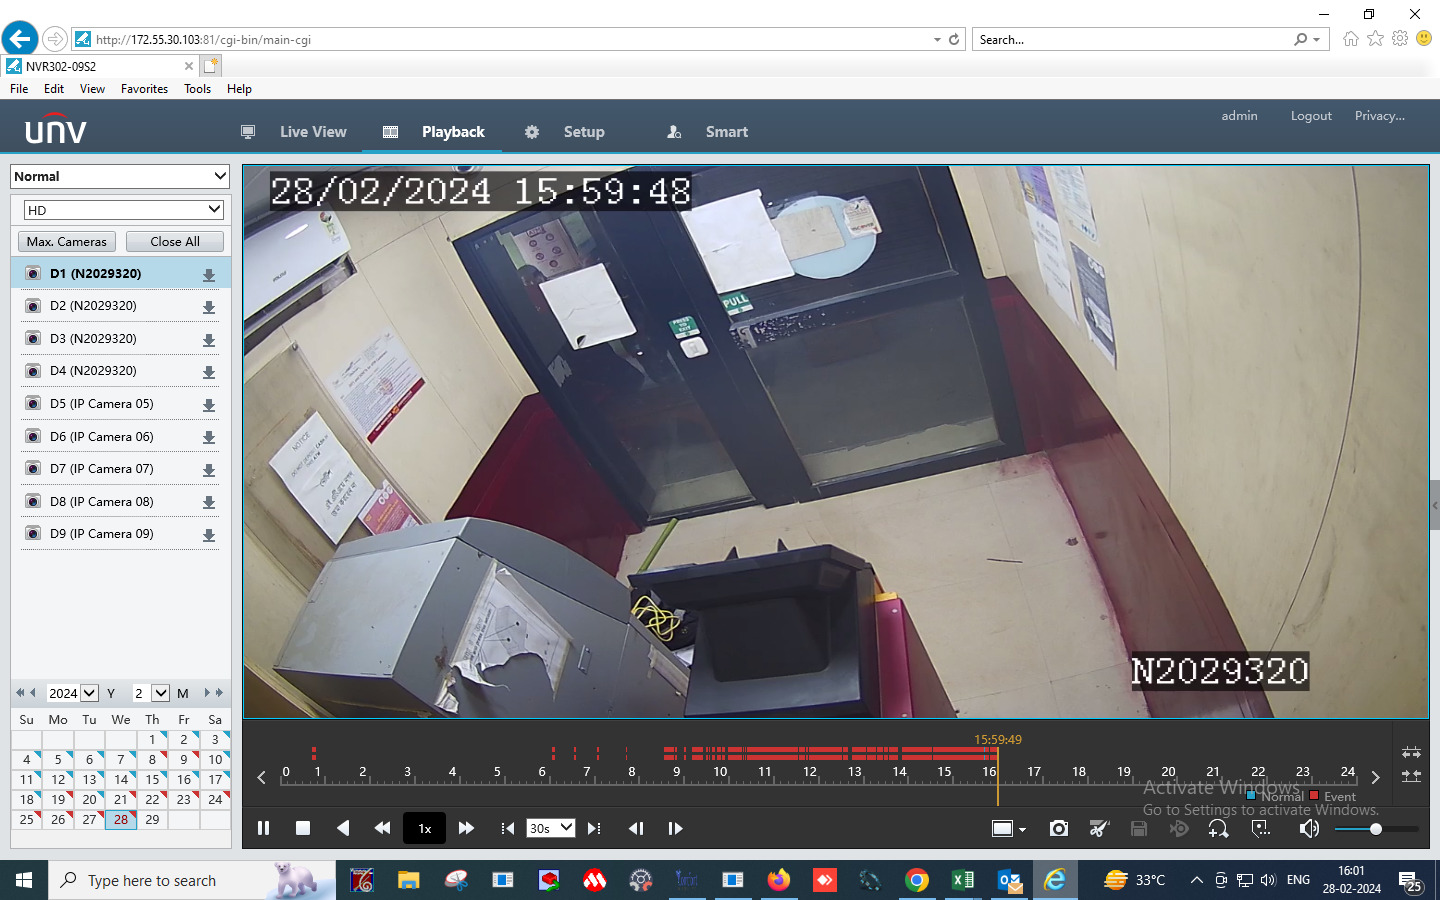 http://172.55.30.103:81/cgi-bin/main-cgi
Search...
NVR302-09S2
File Edit View Favorites Tools Help
unv
Live View
Playback
Setup
Smart
admin
Logout
Privacy...
Normal
HD
Max. Cameras
Close All
D1 (N2029320)
D2 (N2029320)
D3 (N2029320)
D4 (N2029320)
D5 (IP Camera 05)
D6 (IP Camera 06)
D7 (IP Camera 07)
D8 (IP Camera 08)
D9 (IP Camera 09)
28/02/2024 15:59:48
PULL
PRESS
TO
EXIT
NOTICE
N2029320
2024 Y 2 M
Su Mo Tu We Th Fr Sa
1 2 3
4 5 6 7 8 9 10
11 12 13 14 15 16 17
18 19 20 21 22 23 24
25 26 27 28 29
15:59:49
0 1 2 3 4 5 6 7 8 9 10 11 12 13 14 15 16 17 18 19 20 21 22 23 24
Normal Event
Activate Windows
Go to Settings to activate Windows.
1x
30s
Type here to search
33°C
ENG
16:01
28-02-2024
25